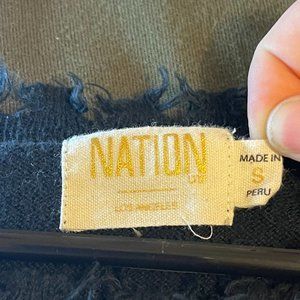 NATION
LTD
LOS ANGELES
MADE IN
S
PERU